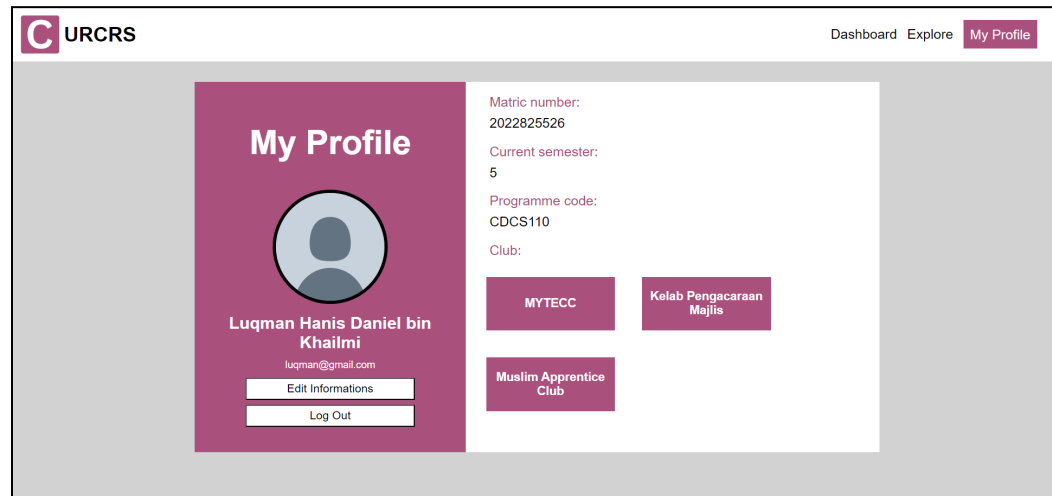 C URCRS
Dashboard Explore My Profile
My Profile
Luqman Hanis Daniel bin
Khailmi
luqman@gmail.com
Edit Informations
Log Out
Matric number:
2022825526
Current semester:
5
Programme code:
CDCS110
Club:
MYTECC
Kelab Pengacaraan
Majlis
Muslim Apprentice
Club